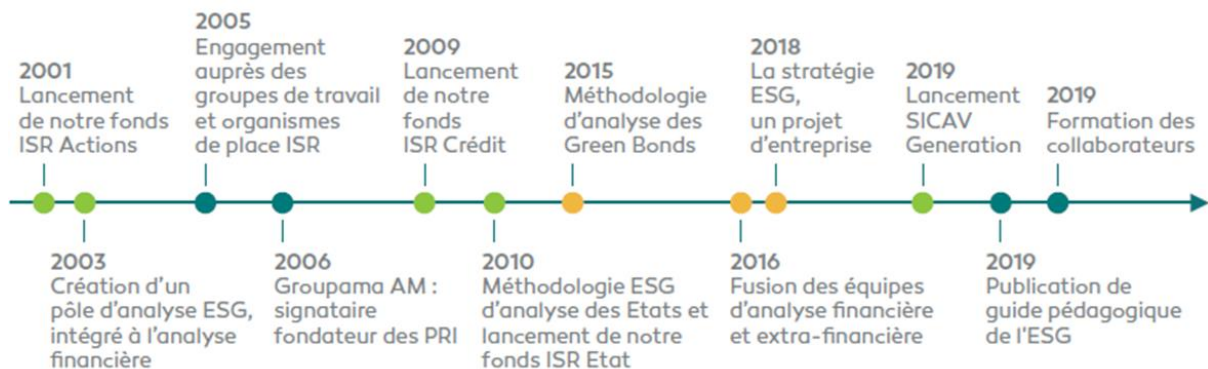 2001
Lancement
de notre fonds
ISR Actions
2003
Création d'un
pôle d'analyse ESG,
intégré à l'analyse
financière
2005
Engagement
auprès des
groupes de travail
et organismes
de place ISR
2006
Groupama AM :
signataire
fondateur des PRI
2009
Lancement
de notre
fonds
ISR Crédit
2010
Méthodologie ESG
d'analyse des Etats et
lancement de notre
fonds ISR Etat
2015
Méthodologie
d'analyse des
Green Bonds
2016
Fusion des équipes
d'analyse financière
et extra-financière
2018
La stratégie
ESG,
un projet
d'entreprise
2019
Lancement
SICAV
Generation
2019
Publication de
guide pédagogique
de l'ESG
2019
Formation des
collaborateurs